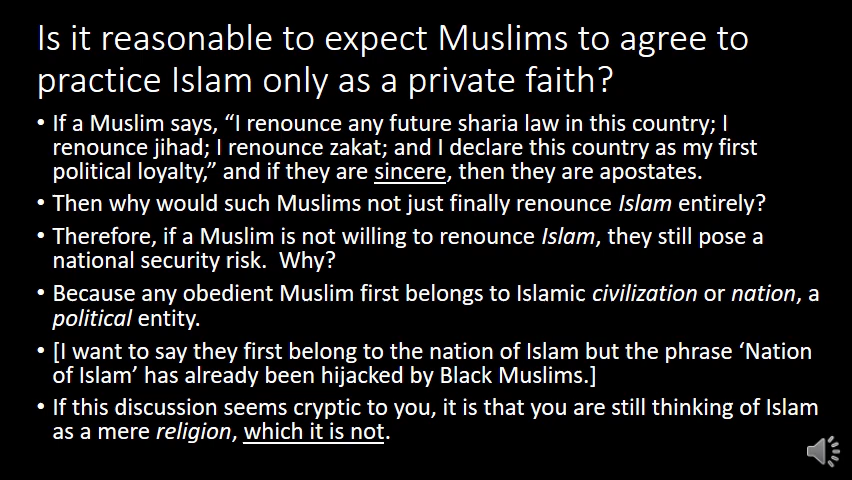 Is it reasonable to expect Muslims to agree to
practice Islam only as a private faith?
• If a Muslim says, “I renounce any future sharia law in this country; I
renounce jihad; I renounce zakat; and I declare this country as my first
political loyalty,” and if they are sincere, then they are apostates.
• Then why would such Muslims not just finally renounce Islam entirely?
• Therefore, if a Muslim is not willing to renounce Islam, they still pose a
national security risk.  Why?
• Because any obedient Muslim first belongs to Islamic civilization or nation, a
political entity.
• [I want to say they first belong to the nation of Islam but the phrase ‘Nation
of Islam’ has already been hijacked by Black Muslims.]
• If this discussion seems cryptic to you, it is that you are still thinking of Islam
as a mere religion, which it is not.